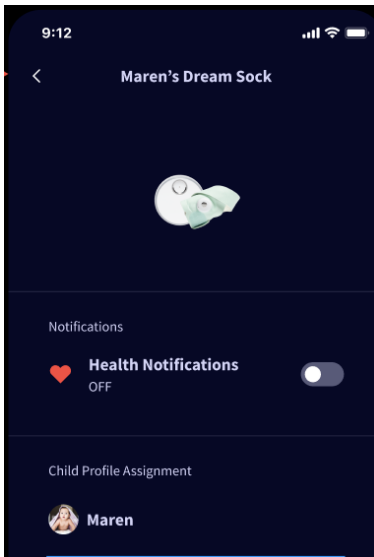 9:12
Maren’s Dream Sock
Notifications
Health Notifications
OFF
Child Profile Assignment
Maren